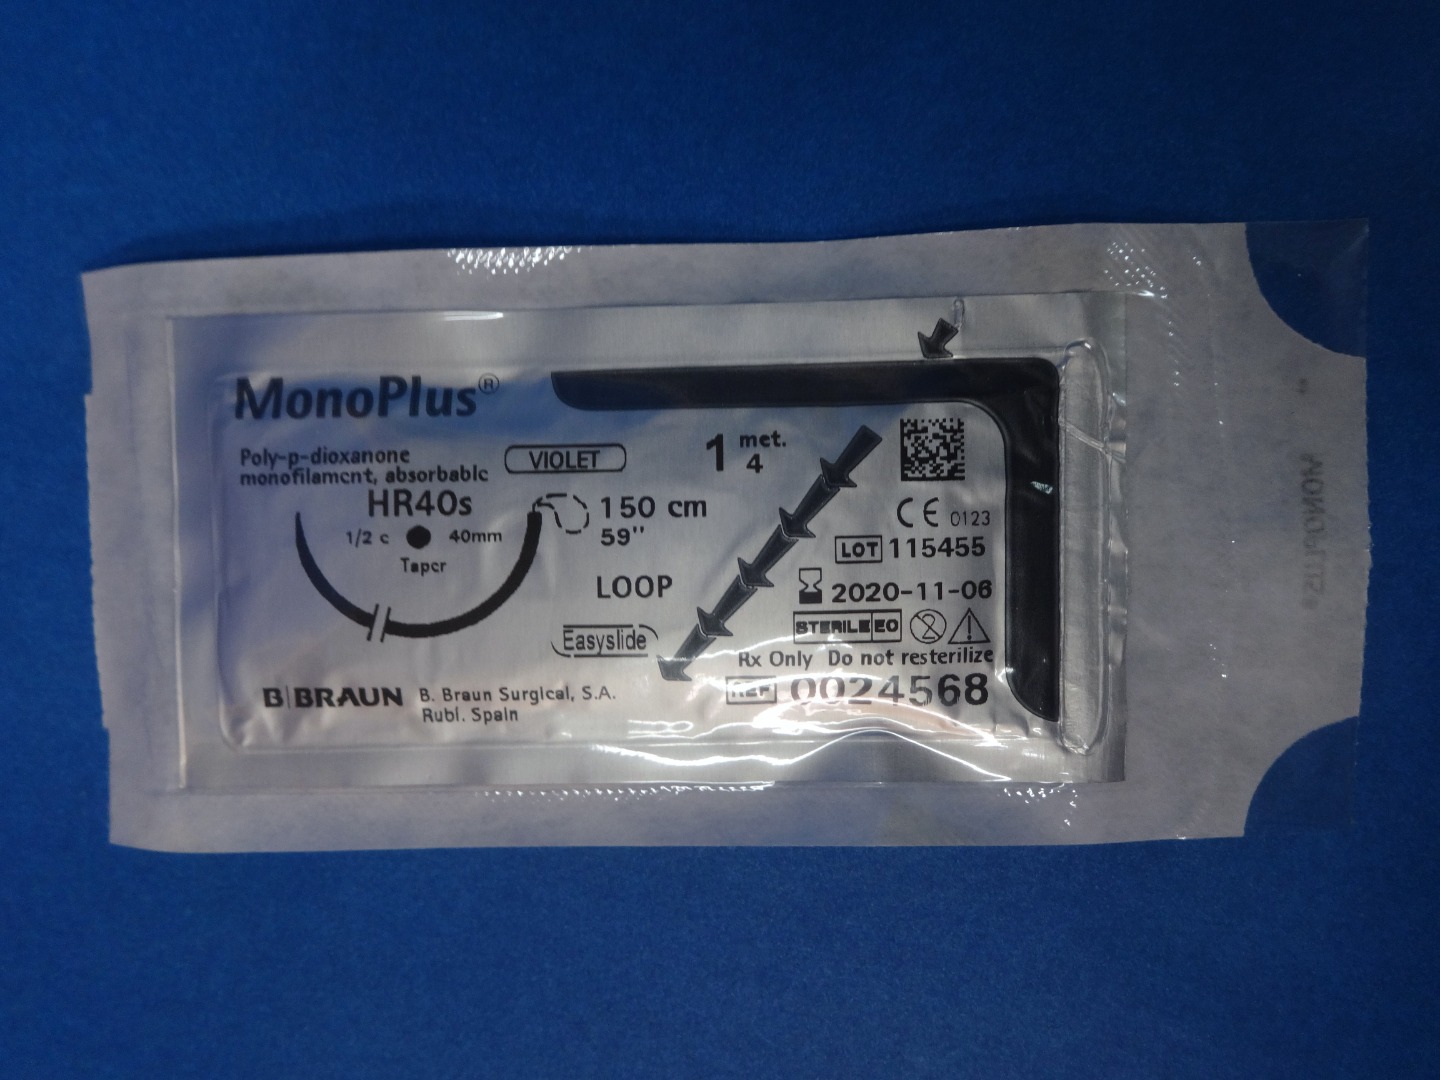 MonoPlus®
Poly-p-dioxanone
monofilament, absorbable
VIOLET
1 met.
4
HR40s
1/2 c 40mm
Taper
150 cm
59"
LOOP
Easyslide
CE 0123
LOT 115455
2020-11-06
STERILE EO
Rx Only Do not resterilize
REF 0024568
B|BRAUN B. Braun Surgical, S.A.
Rubí. Spain
MONOPLUS®